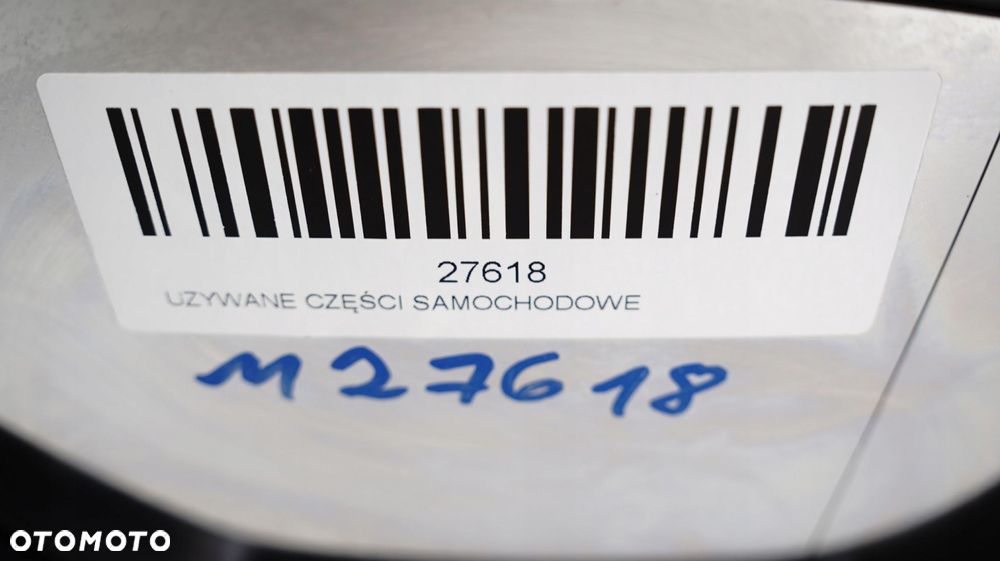 27618
UZYWANE CZĘŚCI SAMOCHODOWE
M27618
OTOMOTO